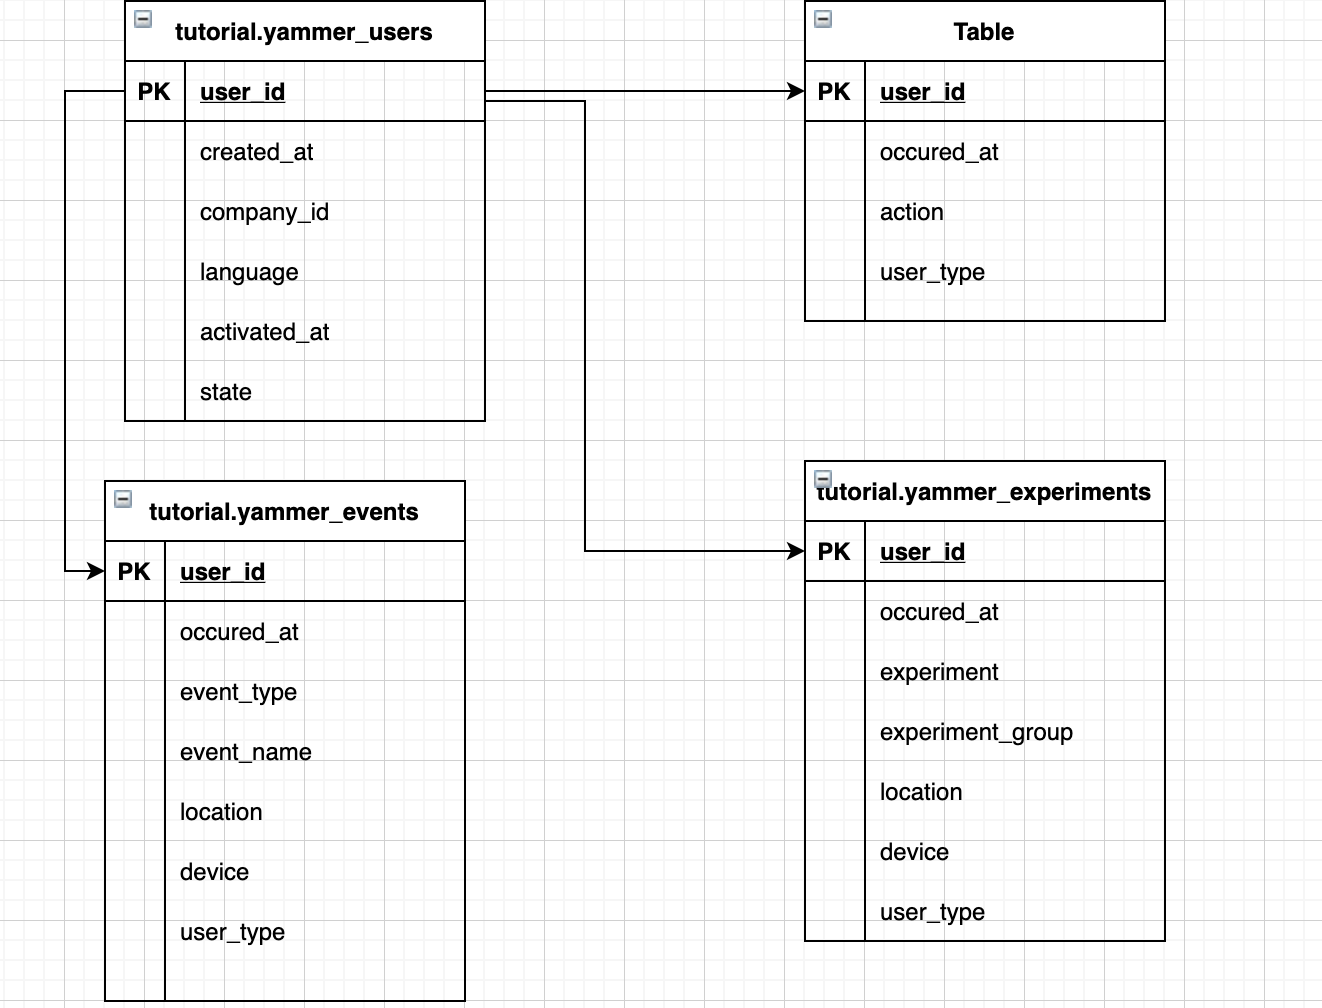 tutorial.yammer_users
PK user_id
created_at
company_id
language
activated_at
state
Table
PK user_id
occured_at
action
user_type
tutorial.yammer_events
PK user_id
occured_at
event_type
event_name
location
device
user_type
tutorial.yammer_experiments
PK user_id
occured_at
experiment
experiment_group
location
device
user_type